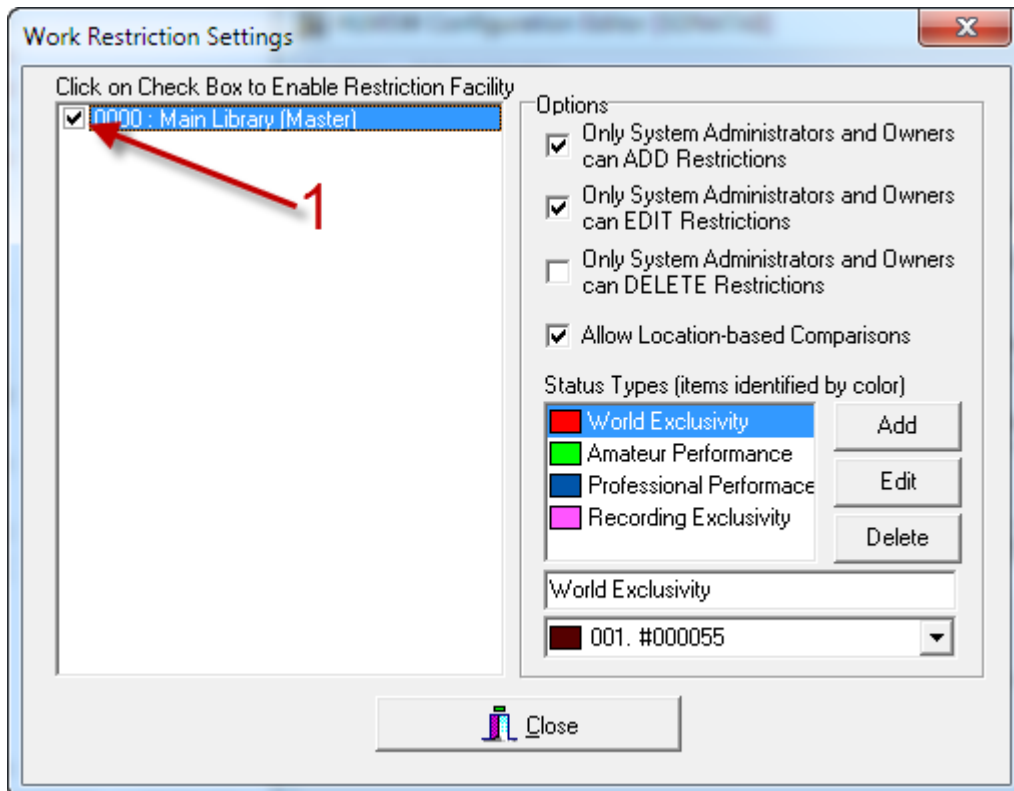 Work Restriction Settings
Click on Check Box to Enable Restriction Facility
0000 : Main Library (Master)
1
Options
Only System Administrators and Owners
can ADD Restrictions
Only System Administrators and Owners
can EDIT Restrictions
Only System Administrators and Owners
can DELETE Restrictions
Allow Location-based Comparisons
Status Types (items identified by color)
World Exclusivity
Amateur Performance
Professional Performace
Recording Exclusivity
Add
Edit
Delete
World Exclusivity
001. #000055
Close